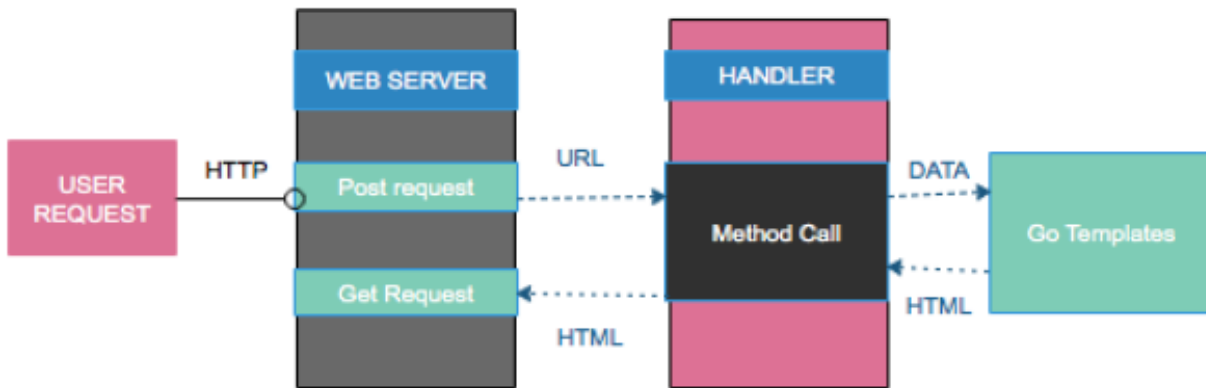 WEB SERVER
HANDLER
HTTP
URL
DATA
USER
REQUEST
Post request
Method Call
Go Templates
Get Request
HTML
HTML